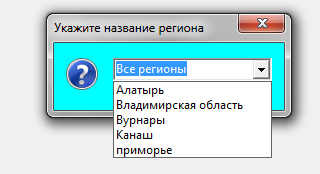 Укажите название региона
Все регионы
Алатырь
Владимирская область
Вурнары
Канаш
приморье